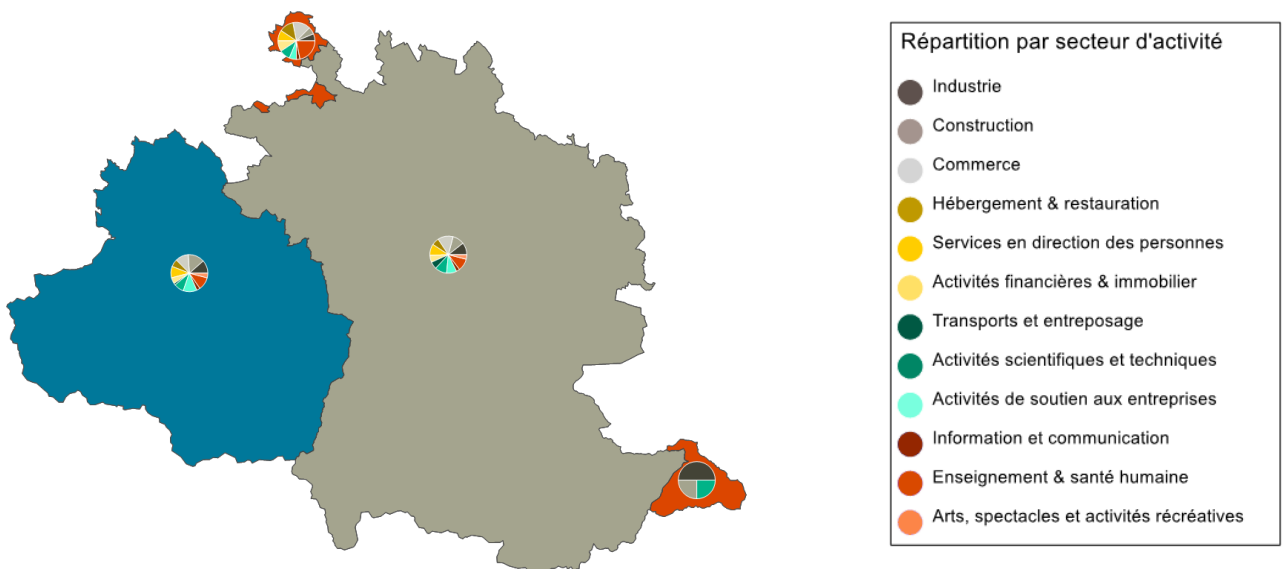 Répartition par secteur d'activité
Industrie
Construction
Commerce
Hébergement & restauration
Services en direction des personnes
Activités financières & immobilier
Transports et entreposage
Activités scientifiques et techniques
Activités de soutien aux entreprises
Information et communication
Enseignement & santé humaine
Arts, spectacles et activités récréatives